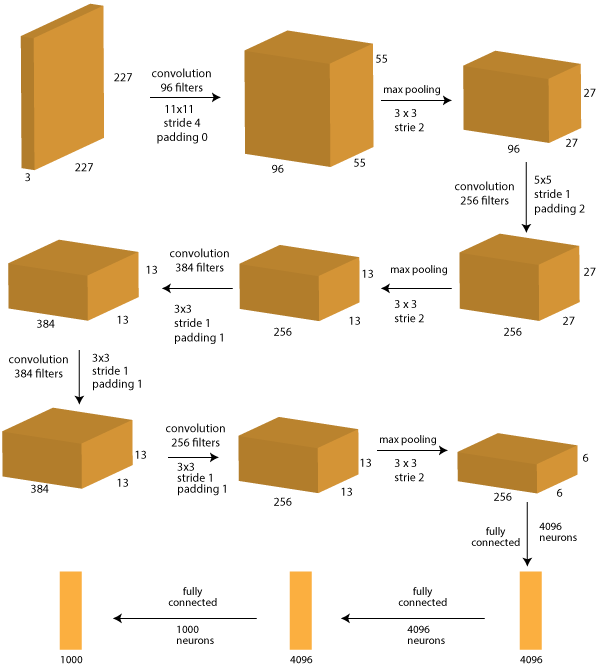 227
227
3
convolution
96 filters
11x11
stride 4
padding 0
55
55
96
max pooling
3 x 3
strie 2
27
27
96
convolution
256 filters
5x5
stride 1
padding 2
27
27
256
max pooling
3 x 3
strie 2
13
13
256
convolution
384 filters
3x3
stride 1
padding 1
13
13
384
convolution
384 filters
3x3
stride 1
padding 1
13
13
384
convolution
256 filters
3x3
stride 1
padding 1
13
13
256
max pooling
3 x 3
strie 2
6
6
256
fully
connected
4096
neurons
4096
fully
connected
4096
neurons
4096
fully
connected
1000
neurons
1000